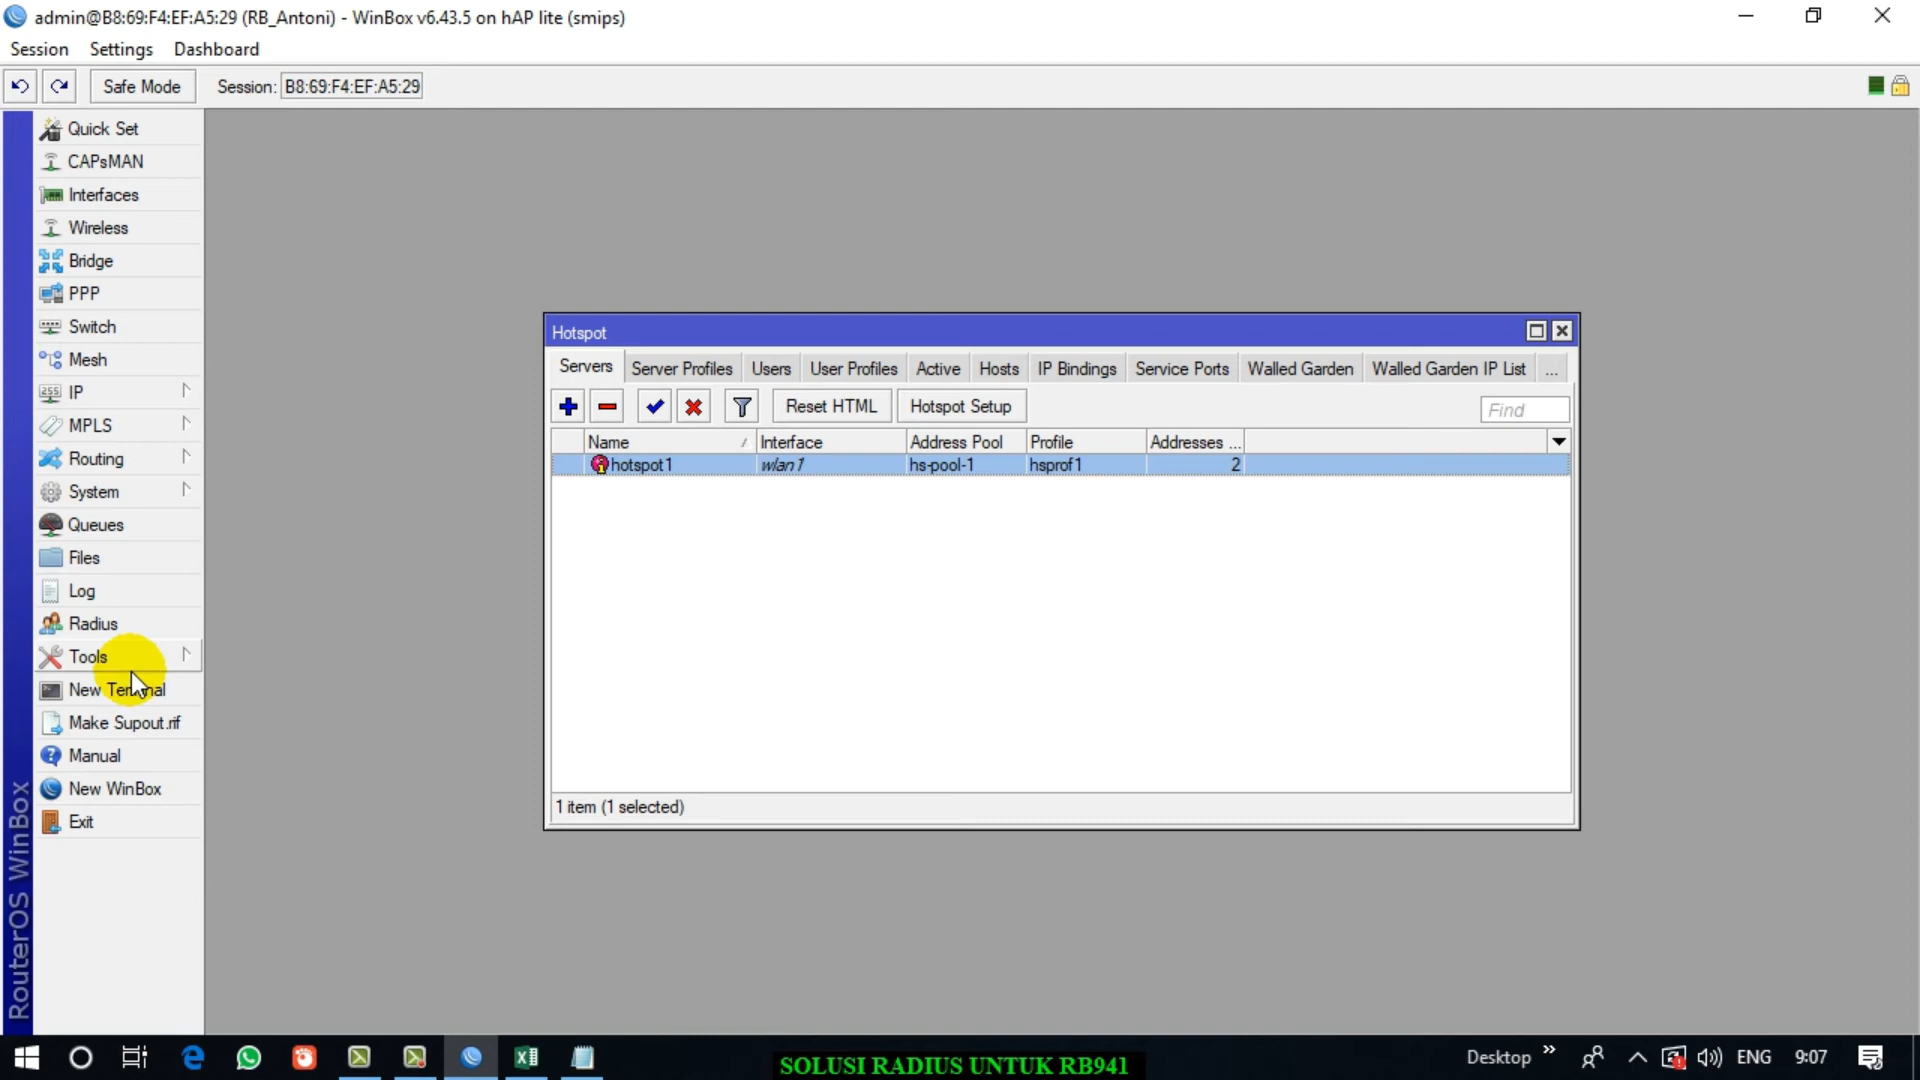 admin@B8:69:F4:EF:A5:29 (RB_Antoni) - WinBox v6.43.5 on hAP lite (smips)
Session Settings Dashboard
Safe Mode Session: B8:69:F4:EF:A5:29
Quick Set
CAPsMAN
Interfaces
Wireless
Bridge
PPP
Switch
Mesh
IP
MPLS
Routing
System
Queues
Files
Log
Radius
Tools
New Terminal
Make Supout.rif
Manual
New WinBox
Exit
RouterOS WinBox
Hotspot
Servers Server Profiles Users User Profiles Active Hosts IP Bindings Service Ports Walled Garden Walled Garden IP List ...
Reset HTML Hotspot Setup Find
Name Interface Address Pool Profile Addresses ...
hotspot1 wlan1 hs-pool-1 hsprof1 2
1 item (1 selected)
SOLUSI RADIUS UNTUK RB941
Desktop » ENG 9:07